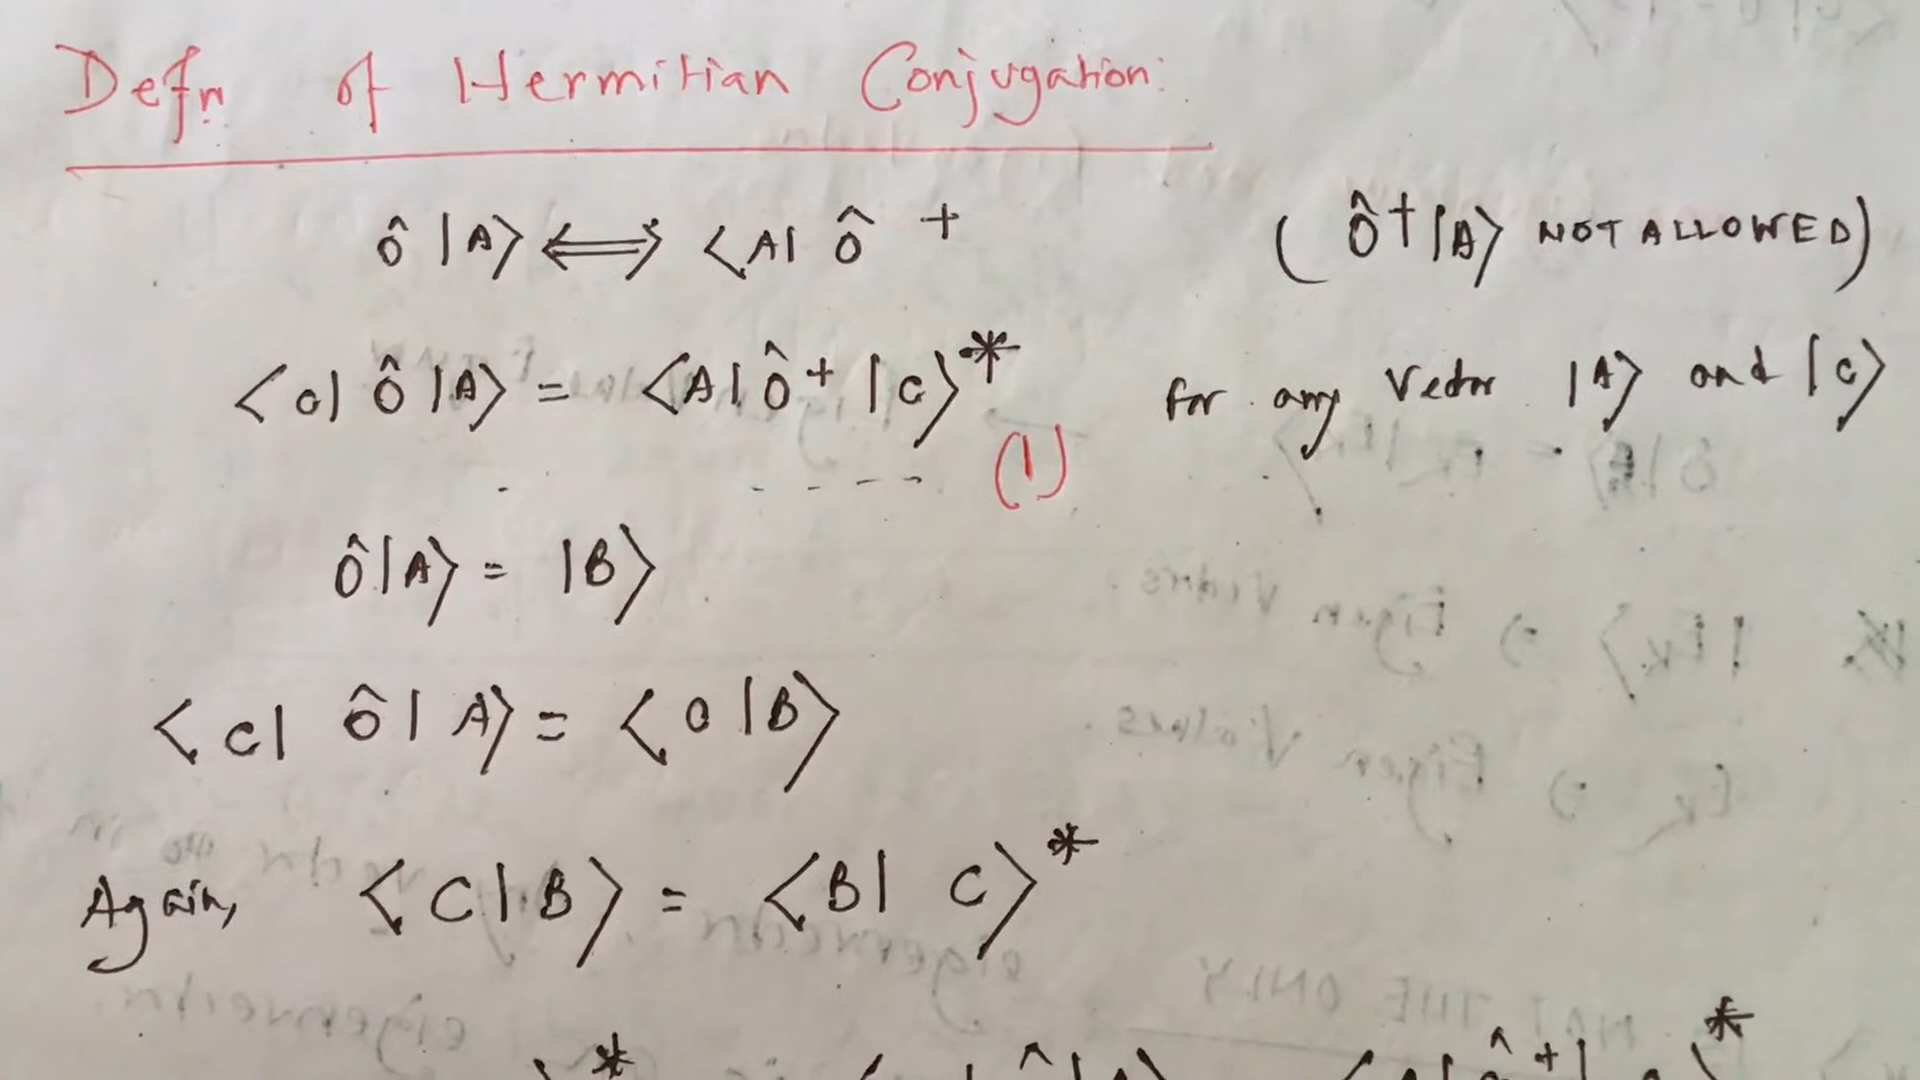 Defn of Hermitian Conjugation:
Ô |A⟩ ⟺ ⟨A| Ô † ( Ô†|A⟩ NOT ALLOWED)
⟨C| Ô |A⟩ = ⟨A| Ô† |C⟩* for any Vector |A⟩ and |C⟩
- - - - - (1)
Ô|A⟩ = |B⟩
⟨C| Ô | A⟩ = ⟨C |B⟩
Again, ⟨C|B⟩ = ⟨B| C⟩*